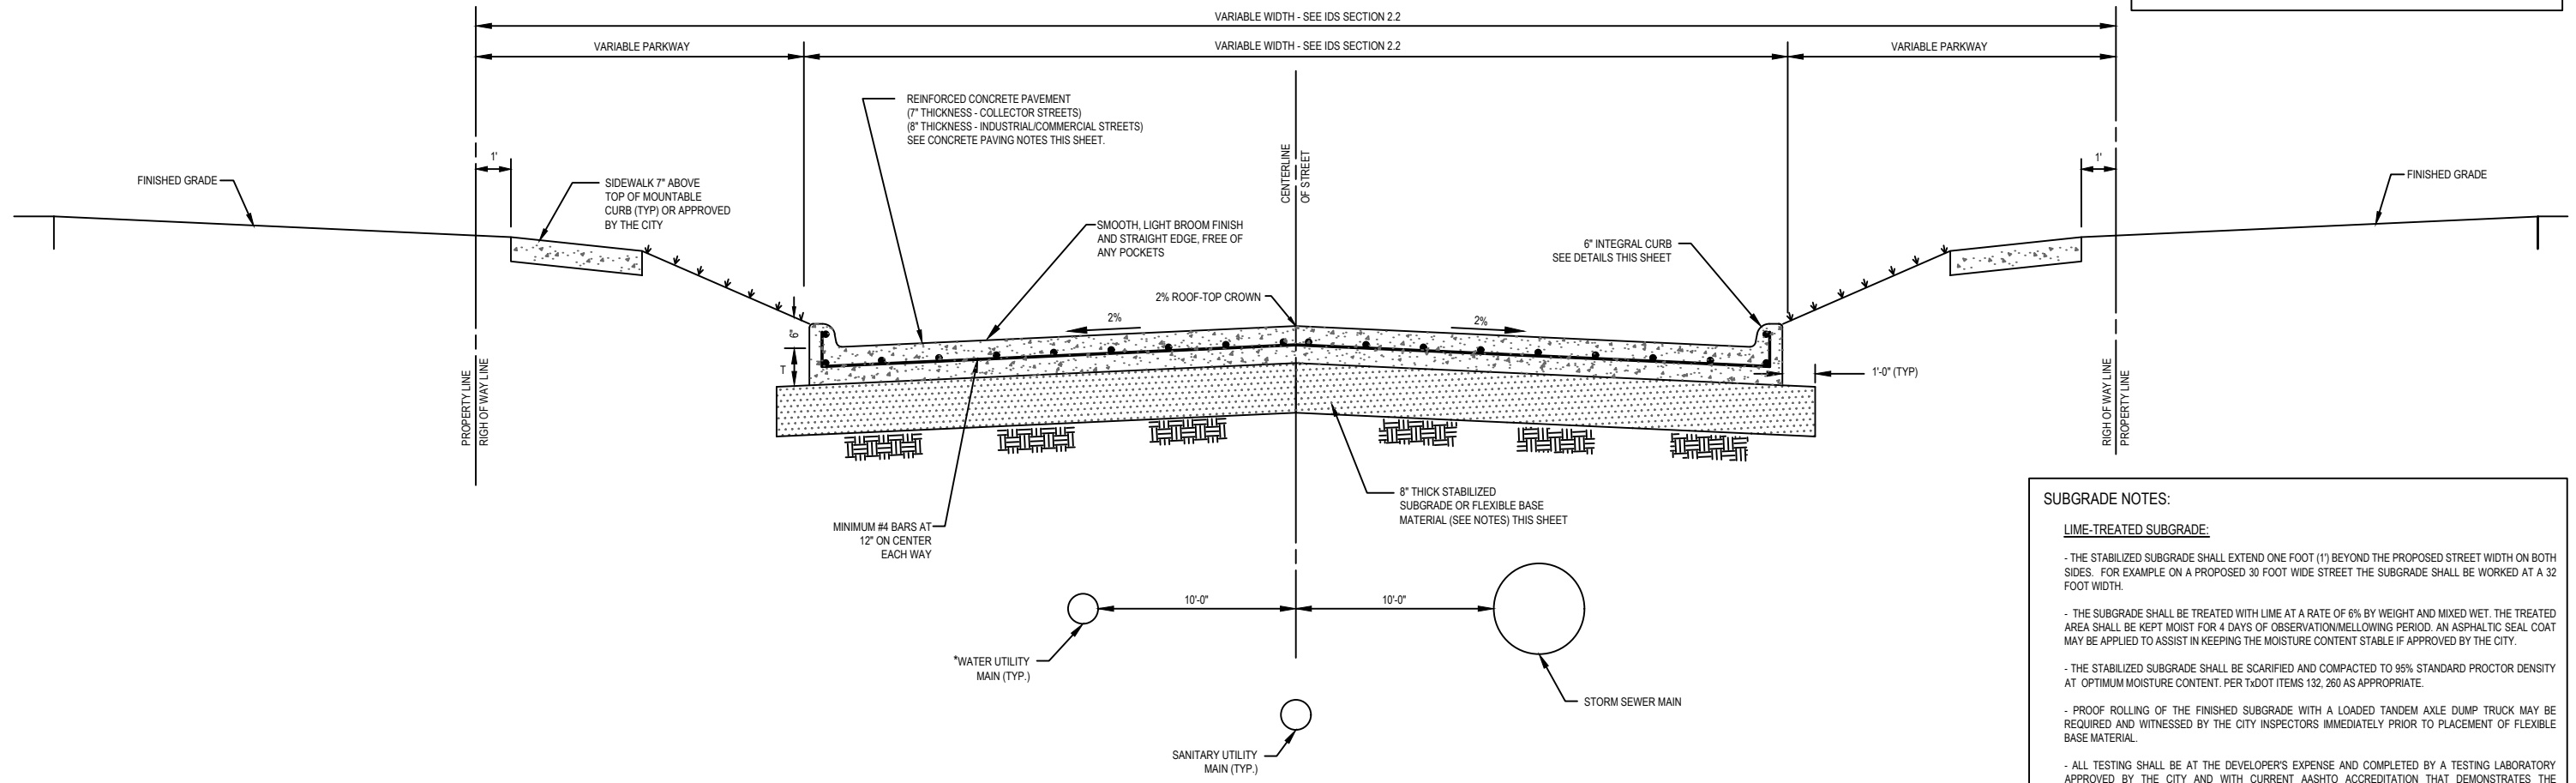 VARIABLE WIDTH - SEE IDS SECTION 2.2
VARIABLE PARKWAY
VARIABLE WIDTH - SEE IDS SECTION 2.2
VARIABLE PARKWAY
REINFORCED CONCRETE PAVEMENT
(7" THICKNESS - COLLECTOR STREETS)
(8" THICKNESS - INDUSTRIAL/COMMERCIAL STREETS)
SEE CONCRETE PAVING NOTES THIS SHEET.
1'
1'
CENTERLINE
OF STREET
FINISHED GRADE
SIDEWALK 7" ABOVE
TOP OF MOUNTABLE
CURB (TYP) OR APPROVED
BY THE CITY
FINISHED GRADE
SMOOTH, LIGHT BROOM FINISH
AND STRAIGHT EDGE, FREE OF
ANY POCKETS
6" INTEGRAL CURB
SEE DETAILS THIS SHEET
2% ROOF-TOP CROWN
2%
2%
6"
T
1'-0" (TYP)
PROPERTY LINE
RIGH OF WAY LINE
RIGH OF WAY LINE
PROPERTY LINE
8" THICK STABILIZED
SUBGRADE OR FLEXIBLE BASE
MATERIAL (SEE NOTES) THIS SHEET
MINIMUM #4 BARS AT
12" ON CENTER
EACH WAY
10'-0"
10'-0"
*WATER UTILITY
MAIN (TYP.)
STORM SEWER MAIN
SANITARY UTILITY
MAIN (TYP.)
SUBGRADE NOTES:
LIME-TREATED SUBGRADE:
- THE STABILIZED SUBGRADE SHALL EXTEND ONE FOOT (1') BEYOND THE PROPOSED STREET WIDTH ON BOTH
SIDES. FOR EXAMPLE ON A PROPOSED 30 FOOT WIDE STREET THE SUBGRADE SHALL BE WORKED AT A 32
FOOT WIDTH.
- THE SUBGRADE SHALL BE TREATED WITH LIME AT A RATE OF 6% BY WEIGHT AND MIXED WET. THE TREATED
AREA SHALL BE KEPT MOIST FOR 4 DAYS OF OBSERVATION/MELLOWING PERIOD. AN ASPHALTIC SEAL COAT
MAY BE APPLIED TO ASSIST IN KEEPING THE MOISTURE CONTENT STABLE IF APPROVED BY THE CITY.
- THE STABILIZED SUBGRADE SHALL BE SCARIFIED AND COMPACTED TO 95% STANDARD PROCTOR DENSITY
AT OPTIMUM MOISTURE CONTENT. PER TxDOT ITEMS 132, 260 AS APPROPRIATE.
- PROOF ROLLING OF THE FINISHED SUBGRADE WITH A LOADED TANDEM AXLE DUMP TRUCK MAY BE
REQUIRED AND WITNESSED BY THE CITY INSPECTORS IMMEDIATELY PRIOR TO PLACEMENT OF FLEXIBLE
BASE MATERIAL.
- ALL TESTING SHALL BE AT THE DEVELOPER'S EXPENSE AND COMPLETED BY A TESTING LABORATORY
APPROVED BY THE CITY AND WITH CURRENT AASHTO ACCREDITATION THAT DEMONSTRATES THE